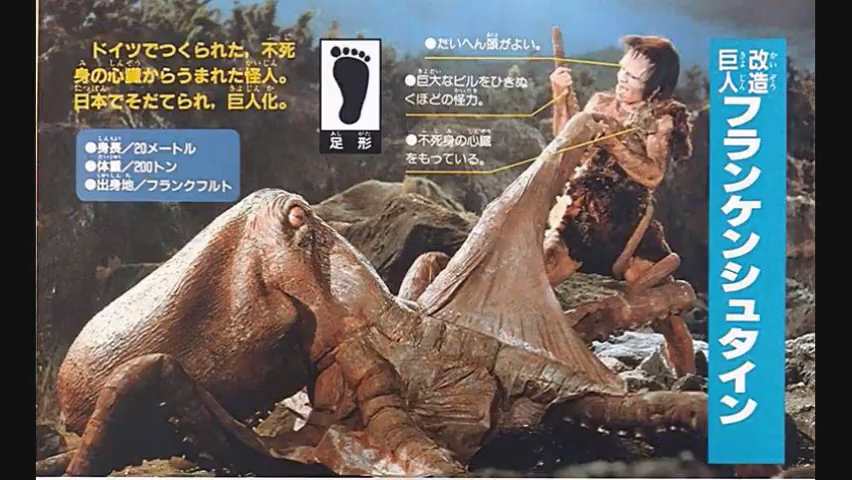 改造
巨人
フランケンシュタイン
ドイツでつくられた，不死
身の心臓からうまれた怪人。
日本でそだてられ，巨人化。
●身長/20メートル
●体重/200トン
●出身地/フランクフルト
足形
●たいへん頭がよい。
●巨大なビルをひきぬ
くほどの怪力。
●不死身の心臓
をもっている。